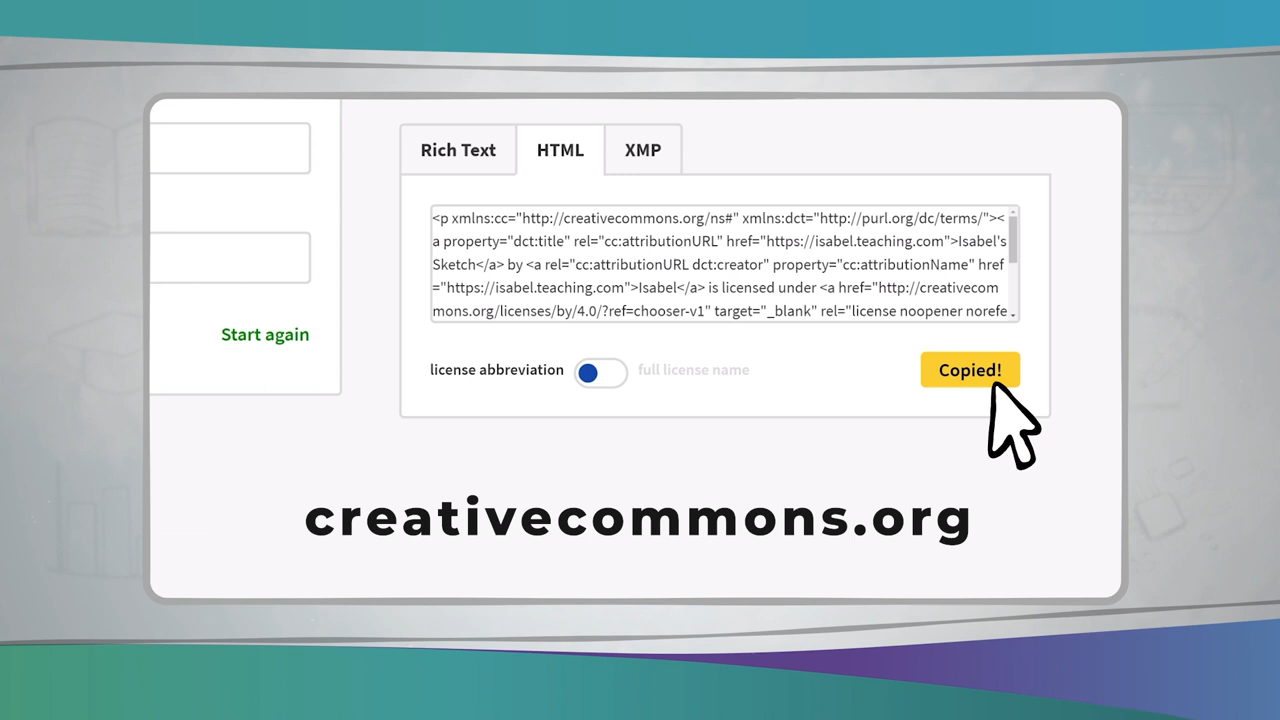 Rich Text
HTML
XMP
<p xmlns:cc="http://creativecommons.org/ns#" xmlns:dct="http://purl.org/dc/terms/"><
a property="dct:title" rel="cc:attributionURL" href="https://isabel.teaching.com">Isabel's
Sketch</a> by <a rel="cc:attributionURL dct:creator" property="cc:attributionName" href
="https://isabel.teaching.com">Isabel</a> is licensed under <a href="http://creativecom
mons.org/licenses/by/4.0/?ref=chooser-v1" target="_blank" rel="license noopener norefe
Start again
license abbreviation
full license name
Copied!
creativecommons.org